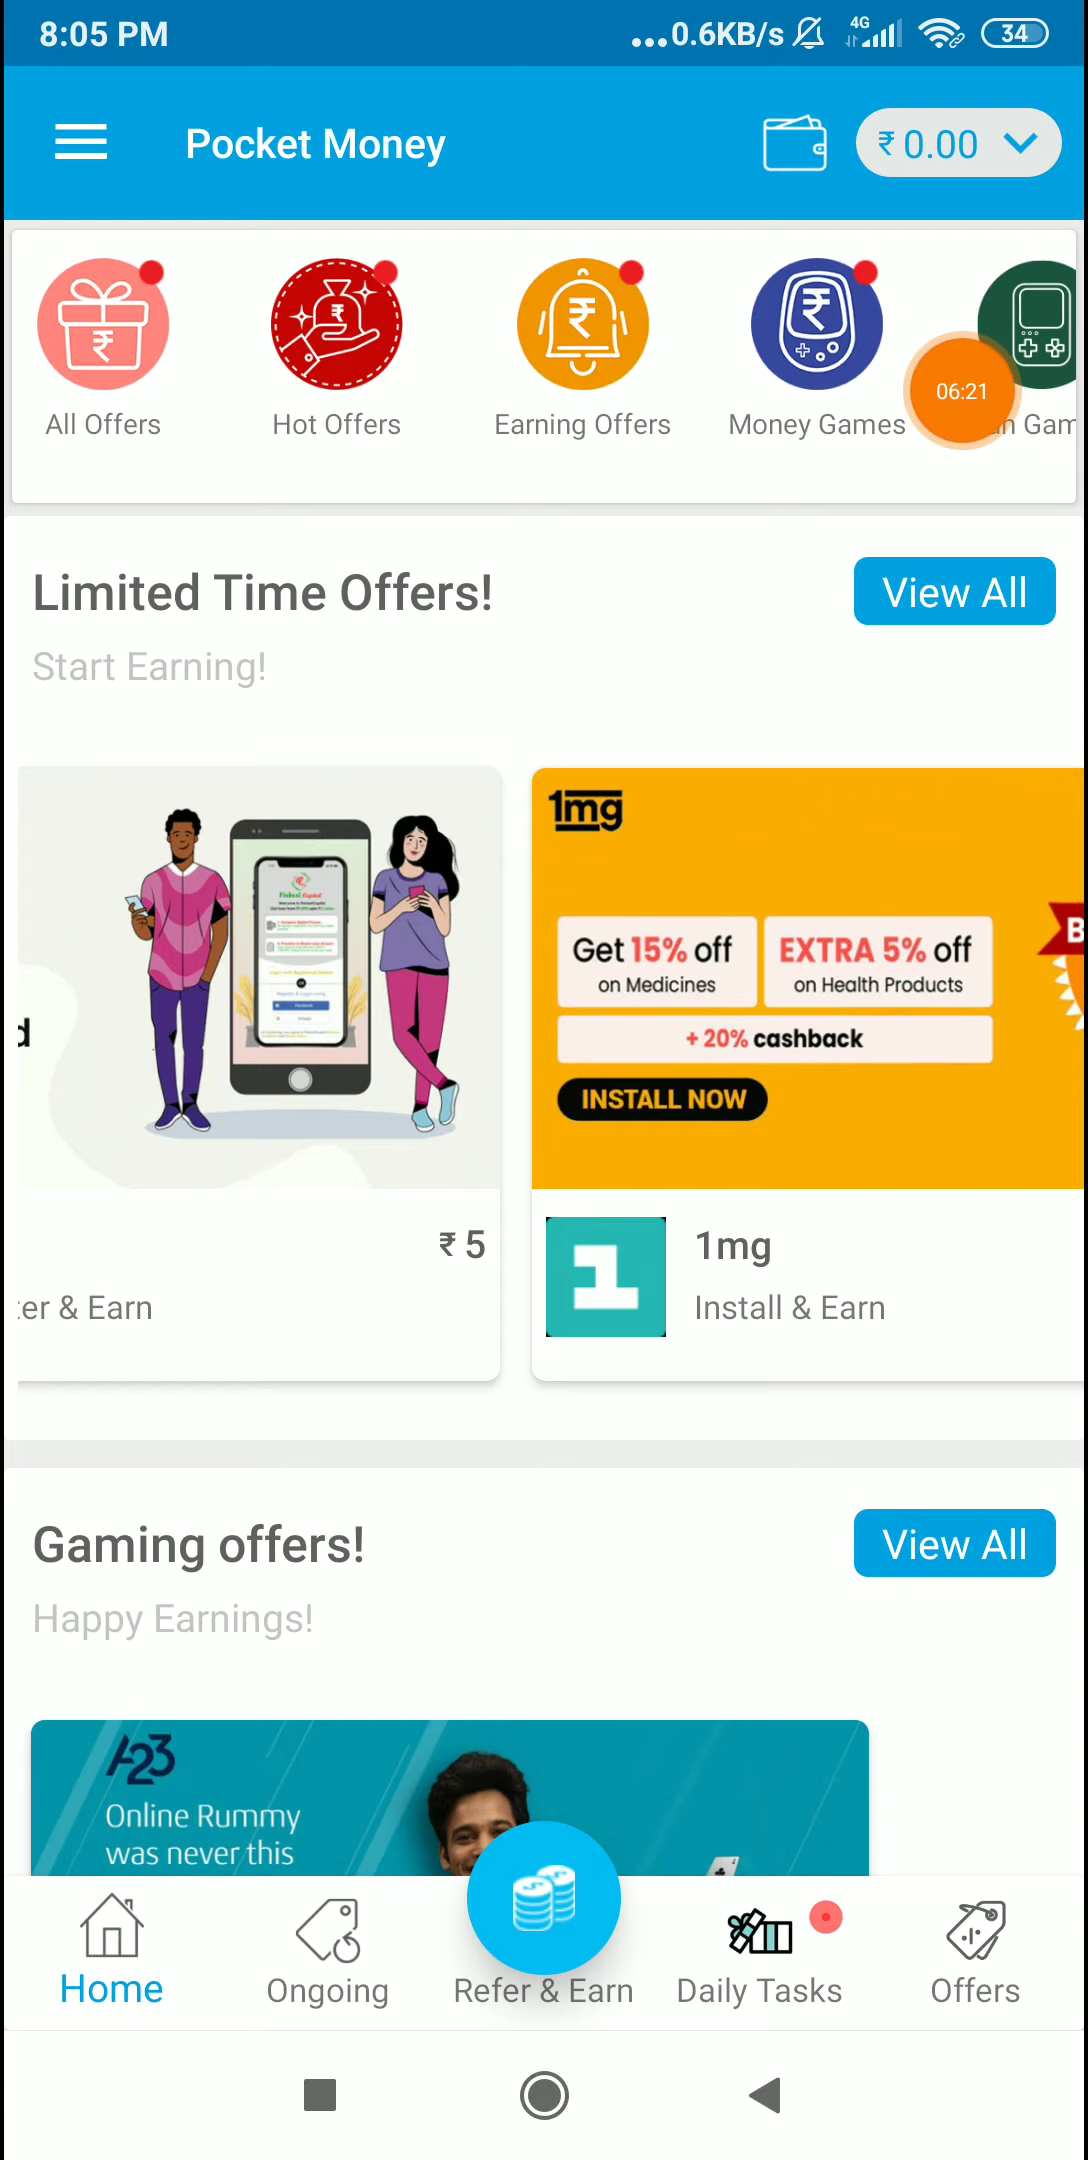 8:05 PM
...0.6KB/s
4G
34
Pocket Money
₹ 0.00
All Offers
Hot Offers
Earning Offers
Money Games
06:21
n Gam
Limited Time Offers!
View All
Start Earning!
d
1mg
Get 15% off
on Medicines
EXTRA 5% off
on Health Products
+ 20% cashback
INSTALL NOW
B
₹ 5
er & Earn
1mg
Install & Earn
Gaming offers!
View All
Happy Earnings!
A23
Online Rummy
was never this
Home
Ongoing
Refer & Earn
Daily Tasks
Offers